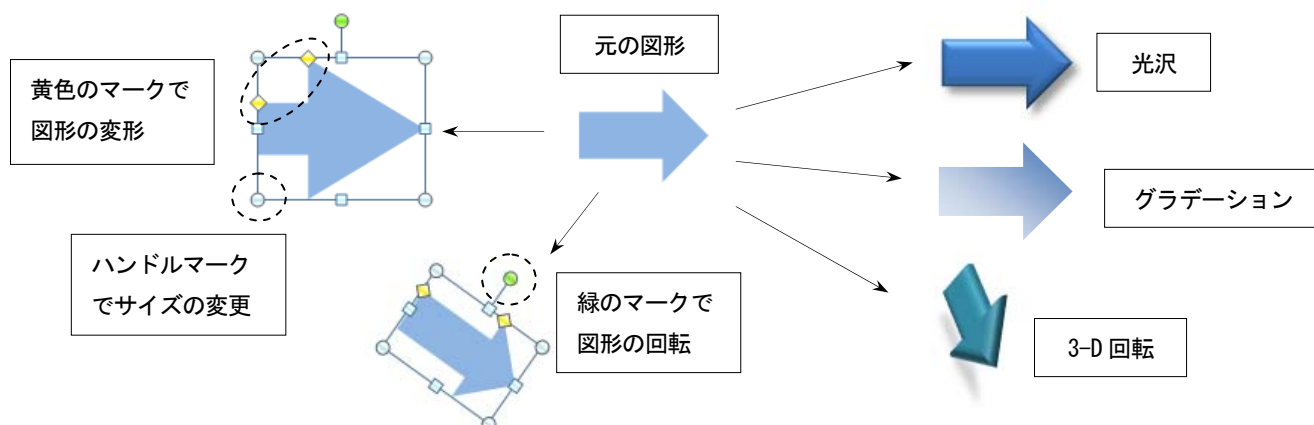 元の図形
光沢
黄色のマークで
図形の変形
グラデーション
ハンドルマーク
でサイズの変更
緑のマークで
図形の回転
3-D 回転